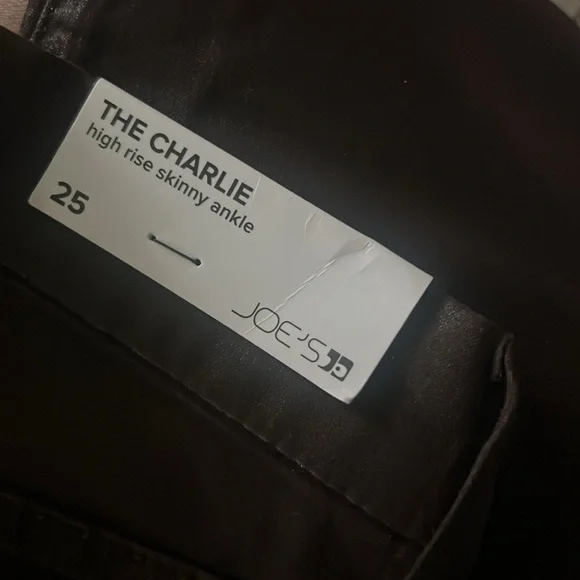 THE CHARLIE
high rise skinny ankle
25
JOE'S